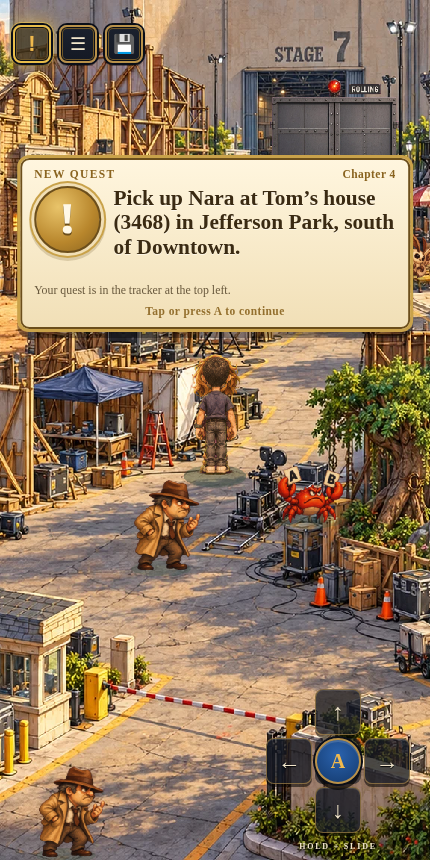 !
☰
STAGE 7
ROLLING
NEW QUEST
Chapter 4
!
Pick up Nara at Tom’s house
(3468) in Jefferson Park, south
of Downtown.
Your quest is in the tracker at the top left.
Tap or press A to continue
↑
← A →
↓
HOLD · SLIDE